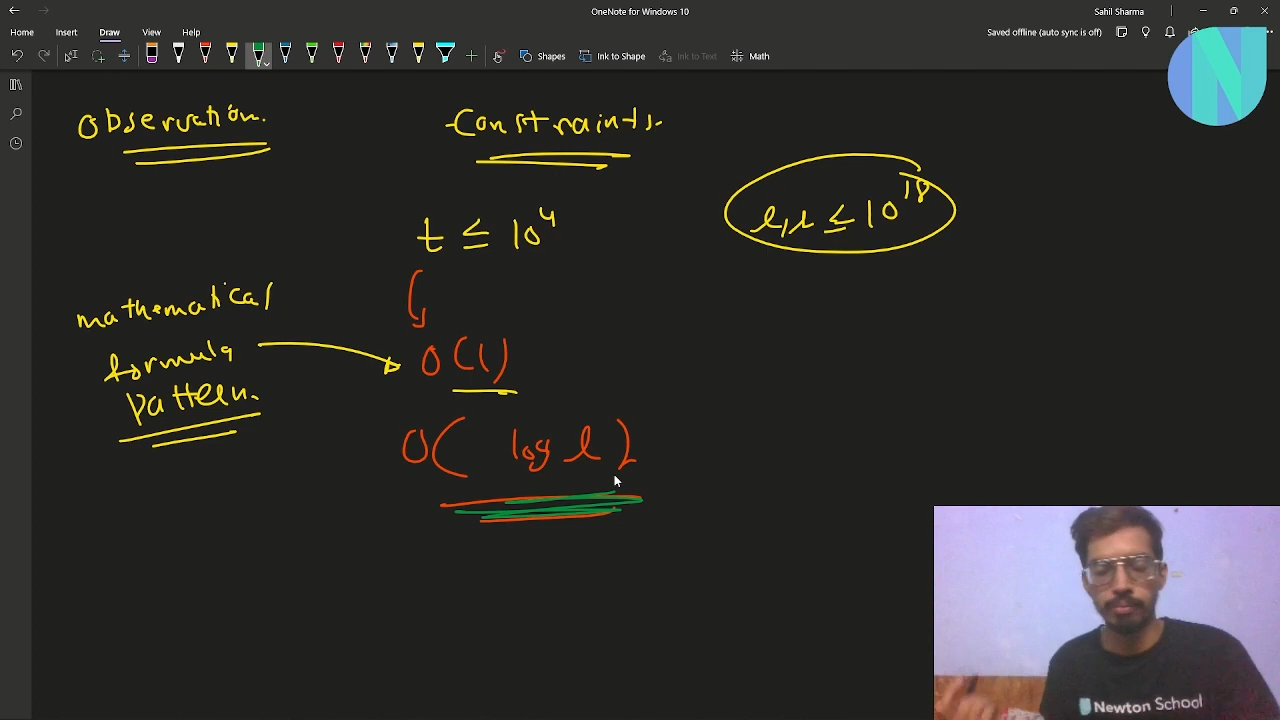 OneNote for Windows 10
Sahil Sharma
Home Insert Draw View Help
Saved offline (auto sync is off)
Shapes Ink to Shape Ink to Text Math
Observation.
Constraints.
l, r ≤ 10^18
t ≤ 10^4
mathematical
formula
pattern.
O(1)
O( log l)
Newton School